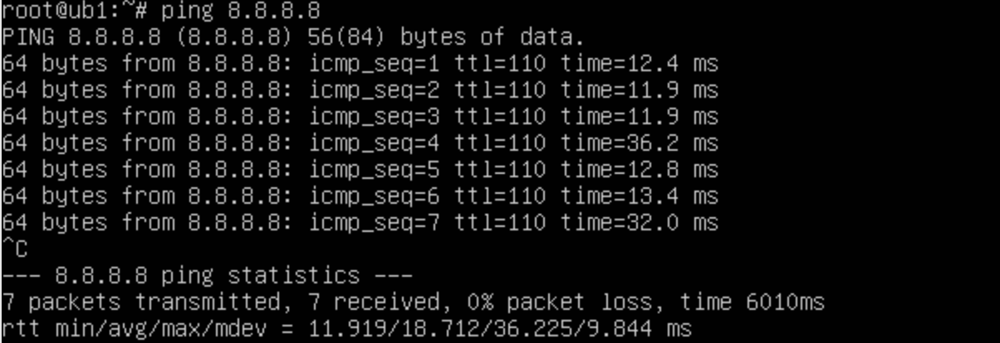 root@ub1:~# ping 8.8.8.8
PING 8.8.8.8 (8.8.8.8) 56(84) bytes of data.
64 bytes from 8.8.8.8: icmp_seq=1 ttl=110 time=12.4 ms
64 bytes from 8.8.8.8: icmp_seq=2 ttl=110 time=11.9 ms
64 bytes from 8.8.8.8: icmp_seq=3 ttl=110 time=11.9 ms
64 bytes from 8.8.8.8: icmp_seq=4 ttl=110 time=36.2 ms
64 bytes from 8.8.8.8: icmp_seq=5 ttl=110 time=12.8 ms
64 bytes from 8.8.8.8: icmp_seq=6 ttl=110 time=13.4 ms
64 bytes from 8.8.8.8: icmp_seq=7 ttl=110 time=32.0 ms
^C
--- 8.8.8.8 ping statistics ---
7 packets transmitted, 7 received, 0% packet loss, time 6010ms
rtt min/avg/max/mdev = 11.919/18.712/36.225/9.844 ms